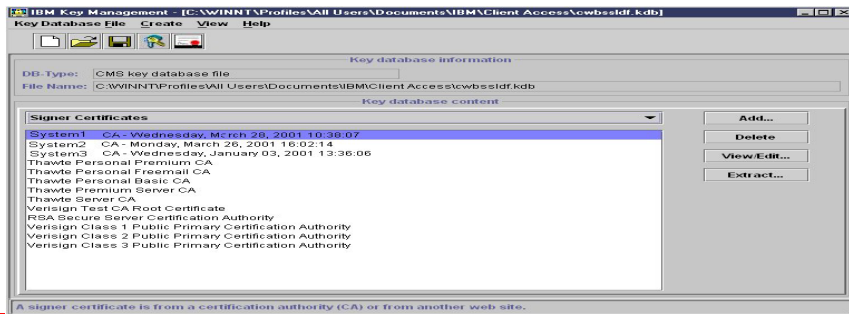 IBM Key Management - [C:\WINNT\Profiles\All Users\Documents\IBM\Client Access\cwbssldf.kdb]
Key Database File Create View Help
Key database information
DB-Type: CMS key database file
File Name: C:\WINNT\Profiles\All Users\Documents\IBM\Client Access\cwbssldf.kdb
Key database content
Signer Certificates
Add...
System1 CA - Wednesday, March 28, 2001 10:38:07
Delete
System2 CA - Monday, March 26, 2001 16:02:14
System3 CA - Wednesday, January 03, 2001 13:36:06
View/Edit...
Thawte Personal Premium CA
Thawte Personal Freemail CA
Extract...
Thawte Personal Basic CA
Thawte Premium Server CA
Thawte Server CA
Verisign Test CA Root Certificate
RSA Secure Server Certification Authority
Verisign Class 1 Public Primary Certification Authority
Verisign Class 2 Public Primary Certification Authority
Verisign Class 3 Public Primary Certification Authority
A signer certificate is from a certification authority (CA) or from another web site.